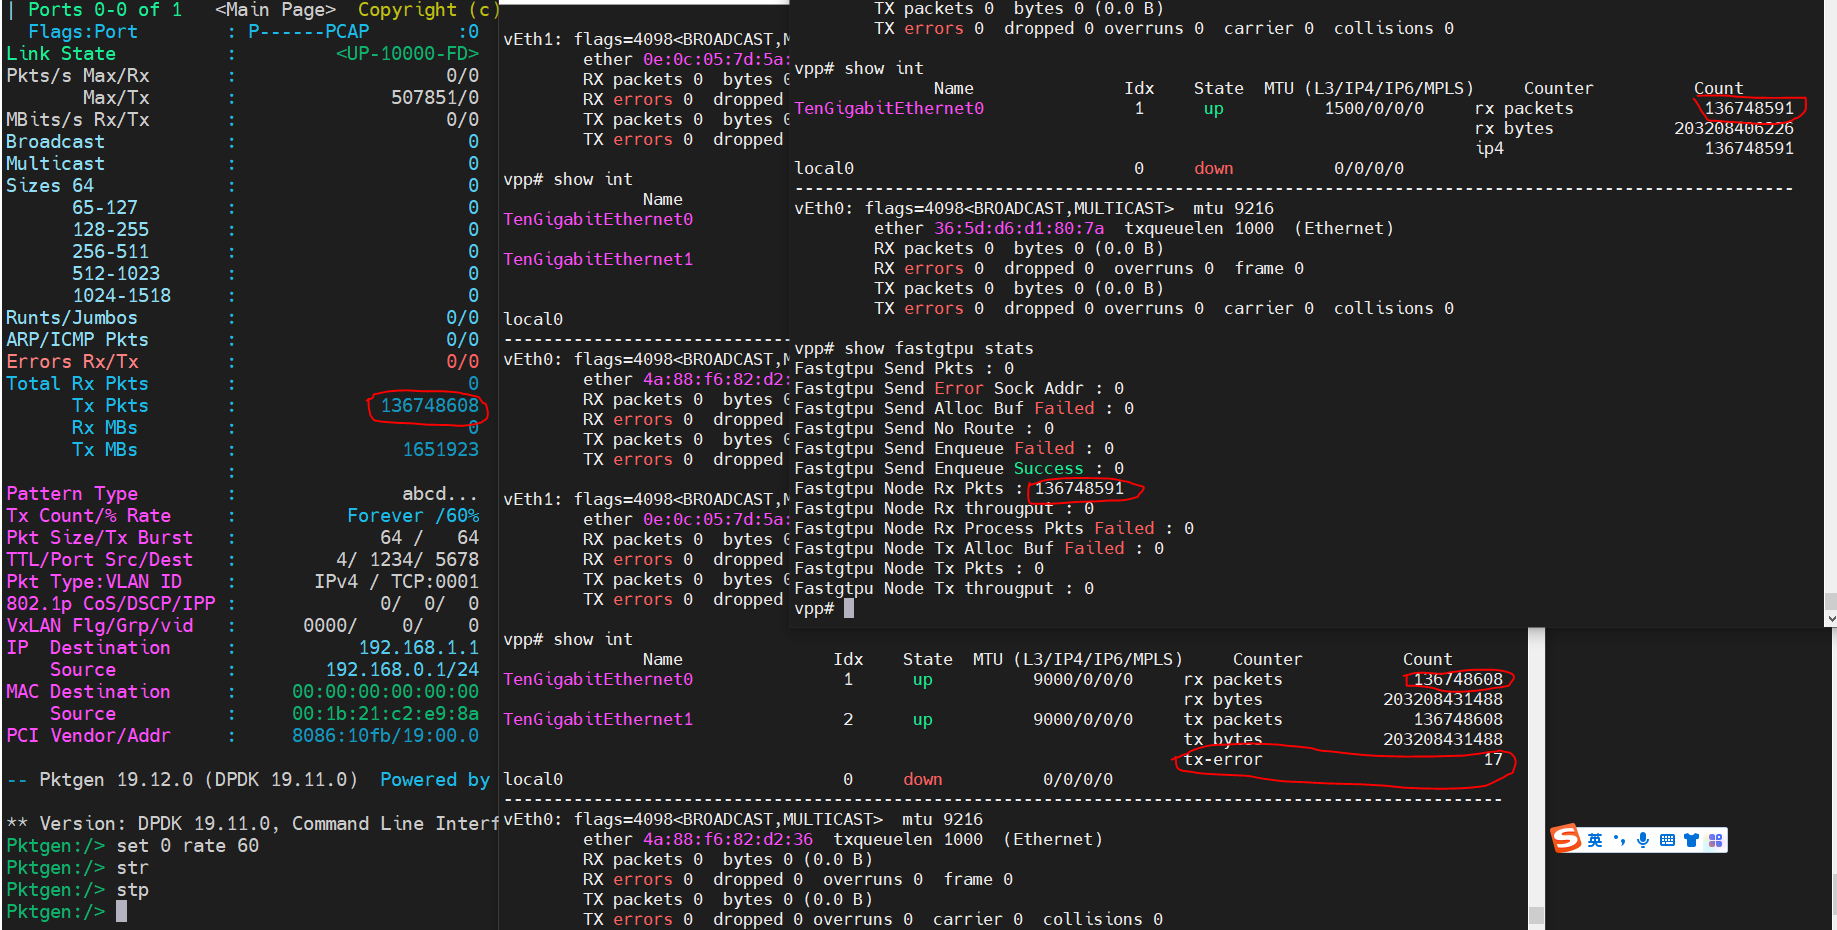 | Ports 0-0 of 1   <Main Page>  Copyright (c)
  Flags:Port        : P------PCAP        :0
Link State          :         <UP-10000-FD>
Pkts/s Max/Rx       :                   0/0
       Max/Tx       :              507851/0
MBits/s Rx/Tx       :                   0/0
Broadcast           :                     0
Multicast           :                     0
Sizes 64            :                     0
      65-127        :                     0
      128-255       :                     0
      256-511       :                     0
      512-1023      :                     0
      1024-1518     :                     0
Runts/Jumbos        :                   0/0
ARP/ICMP Pkts       :                   0/0
Errors Rx/Tx        :                   0/0
Total Rx Pkts       :                     0
      Tx Pkts       :             136748608
      Rx MBs        :                     0
      Tx MBs        :               1651923
                    :
Pattern Type        :               abcd...
Tx Count/% Rate     :         Forever /60%
Pkt Size/Tx Burst   :            64 /   64
TTL/Port Src/Dest   :        4/ 1234/ 5678
Pkt Type:VLAN ID    :      IPv4 / TCP:0001
802.1p CoS/DSCP/IPP :            0/  0/  0
VxLAN Flg/Grp/vid   :     0000/    0/    0
IP  Destination     :          192.168.1.1
    Source          :       192.168.0.1/24
MAC Destination     :    00:00:00:00:00:00
    Source          :    00:1b:21:c2:e9:8a
PCI Vendor/Addr     :    8086:10fb/19:00.0
-- Pktgen 19.12.0 (DPDK 19.11.0)  Powered by
** Version: DPDK 19.11.0, Command Line Interf
Pktgen:/> set 0 rate 60
Pktgen:/> str
Pktgen:/> stp
Pktgen:/>
vEth1: flags=4098<BROADCAST,M
ether 0e:0c:05:7d:5a:
RX packets 0  bytes 0
RX errors 0  dropped
TX packets 0  bytes 0
TX errors 0  dropped
vpp# show int
Name
TenGigabitEthernet0
TenGigabitEthernet1
local0
vEth0: flags=4098<BROADCAST,M
ether 4a:88:f6:82:d2:
RX packets 0  bytes 0
RX errors 0  dropped
TX packets 0  bytes 0
TX errors 0  dropped
vEth1: flags=4098<BROADCAST,M
ether 0e:0c:05:7d:5a:
RX packets 0  bytes 0
RX errors 0  dropped
TX packets 0  bytes 0
TX errors 0  dropped
vpp# show int
Name                Idx    State  MTU (L3/IP4/IP6/MPLS)     Counter          Count
TenGigabitEthernet0               1      up          9000/0/0/0     rx packets             136748608
rx bytes            203208431488
TenGigabitEthernet1               2      up          9000/0/0/0     tx packets             136748608
tx bytes            203208431488
tx-error                      17
local0                            0     down          0/0/0/0
----------------------------------------------------------------------------------------------------
vEth0: flags=4098<BROADCAST,MULTICAST>  mtu 9216
ether 4a:88:f6:82:d2:36  txqueuelen 1000  (Ethernet)
RX packets 0  bytes 0 (0.0 B)
RX errors 0  dropped 0  overruns 0  frame 0
TX packets 0  bytes 0 (0.0 B)
TX errors 0  dropped 0 overruns 0  carrier 0  collisions 0
TX packets 0  bytes 0 (0.0 B)
TX errors 0  dropped 0 overruns 0  carrier 0  collisions 0
vpp# show int
Name               Idx    State  MTU (L3/IP4/IP6/MPLS)     Counter          Count
TenGigabitEthernet0               1      up          1500/0/0/0     rx packets             136748591
rx bytes            203208406226
ip4                    136748591
local0                            0     down          0/0/0/0
----------------------------------------------------------------------------------------------------
vEth0: flags=4098<BROADCAST,MULTICAST>  mtu 9216
ether 36:5d:d6:d1:80:7a  txqueuelen 1000  (Ethernet)
RX packets 0  bytes 0 (0.0 B)
RX errors 0  dropped 0  overruns 0  frame 0
TX packets 0  bytes 0 (0.0 B)
TX errors 0  dropped 0 overruns 0  carrier 0  collisions 0
vpp# show fastgtpu stats
Fastgtpu Send Pkts : 0
Fastgtpu Send Error Sock Addr : 0
Fastgtpu Send Alloc Buf Failed : 0
Fastgtpu Send No Route : 0
Fastgtpu Send Enqueue Failed : 0
Fastgtpu Send Enqueue Success : 0
Fastgtpu Node Rx Pkts : 136748591
Fastgtpu Node Rx througput : 0
Fastgtpu Node Rx Process Pkts Failed : 0
Fastgtpu Node Tx Alloc Buf Failed : 0
Fastgtpu Node Tx Pkts : 0
Fastgtpu Node Tx througput : 0
vpp#
S 英